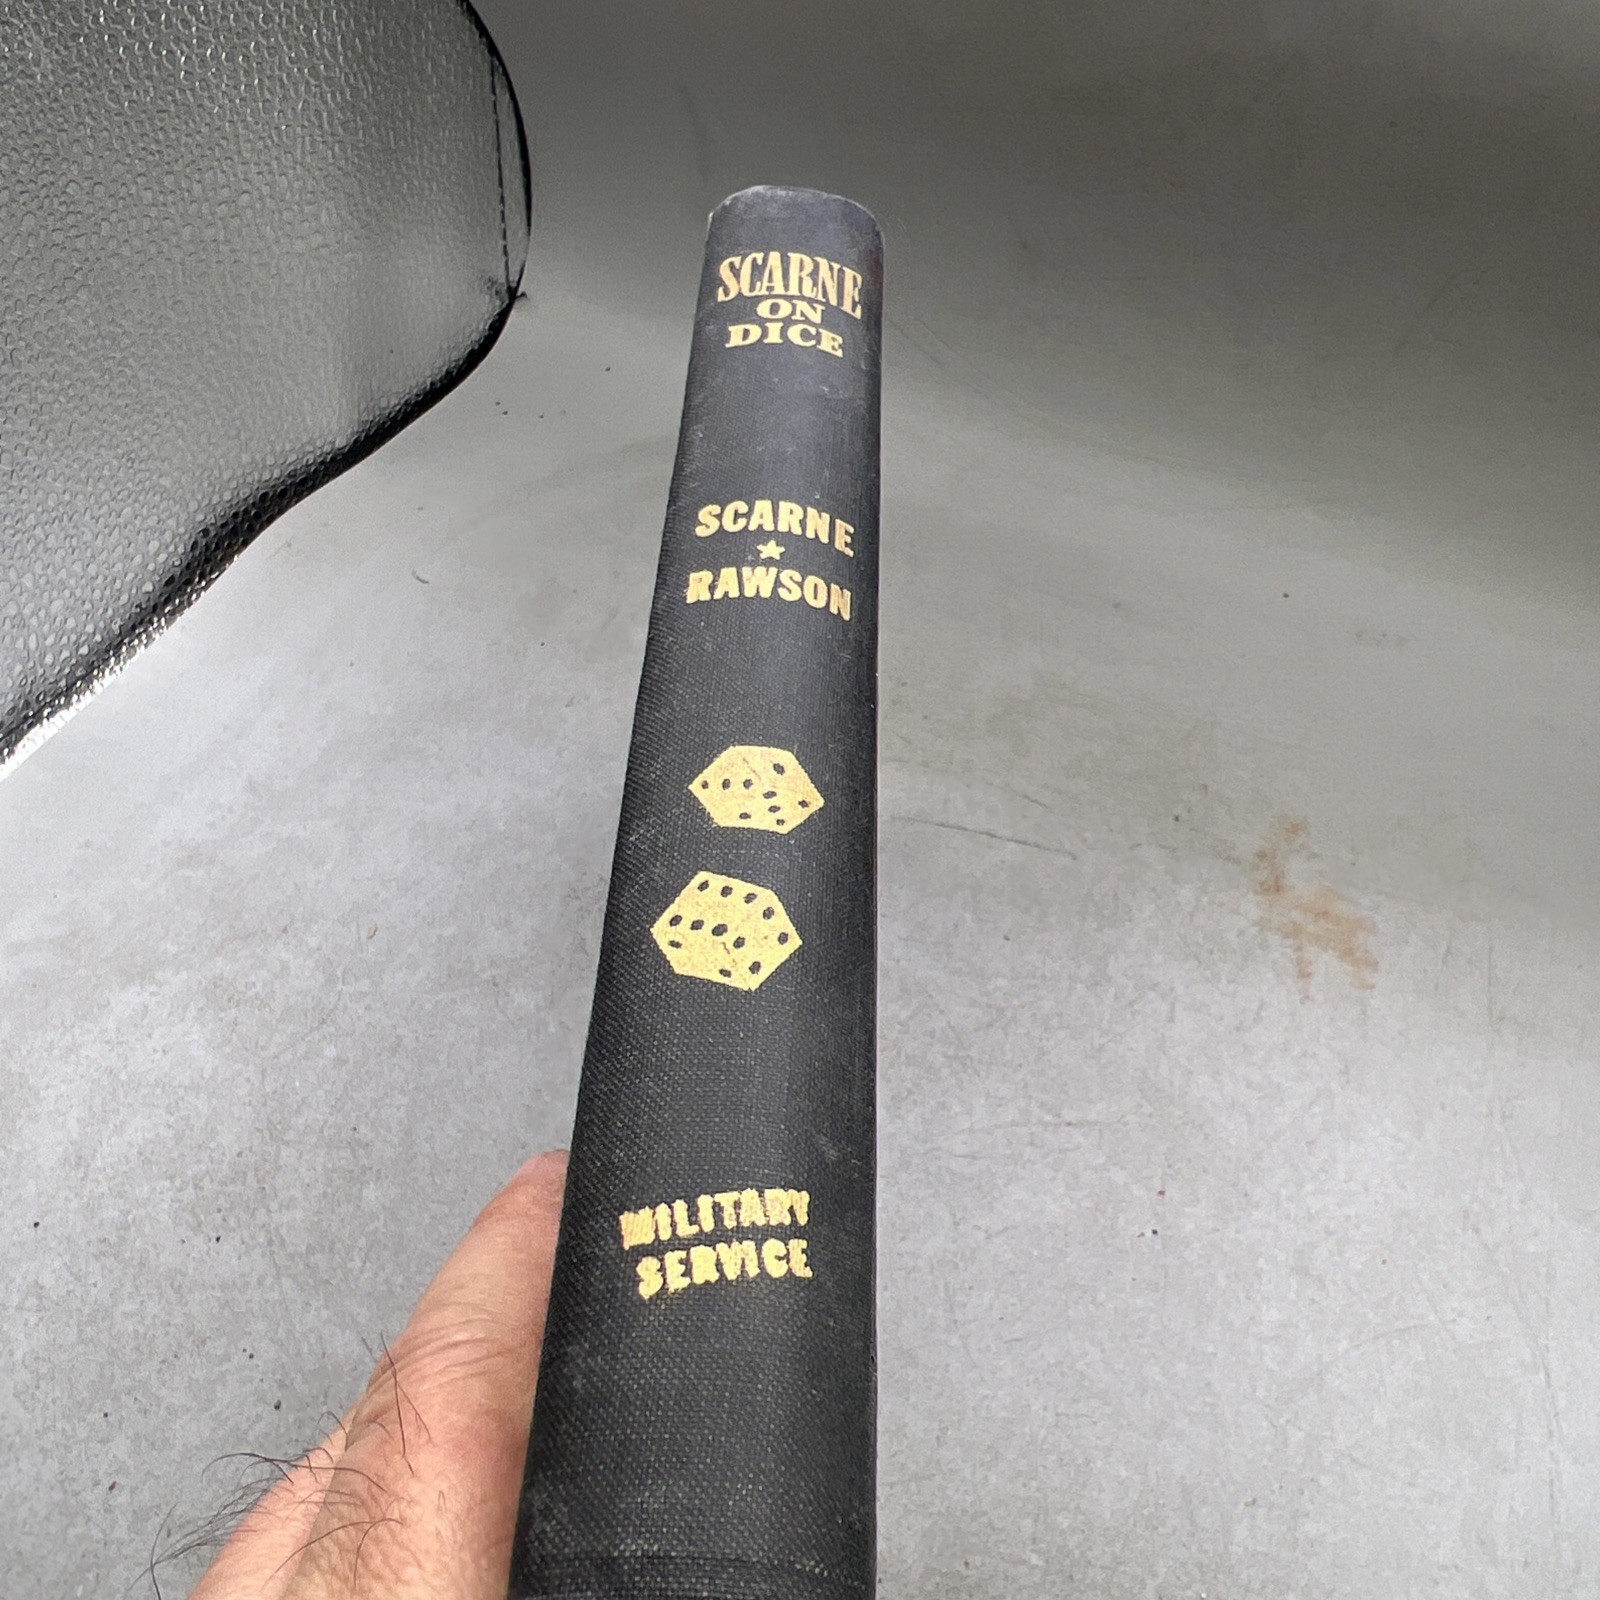 SCARNE
ON
DICE
SCARNE
RAWSON
MILITARY
SERVICE